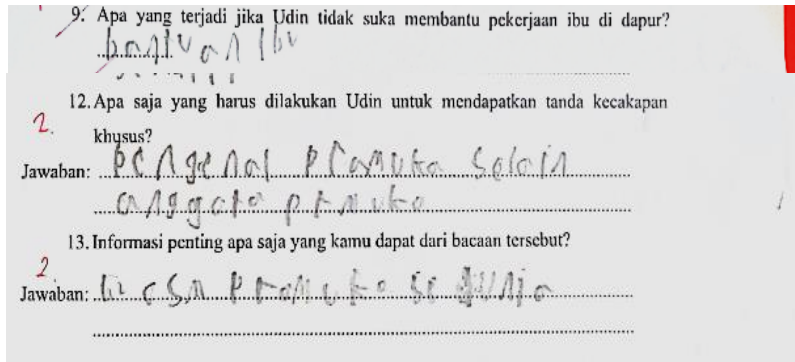 9. Apa yang terjadi jika Udin tidak suka membantu pekerjaan ibu di dapur?
bantuan ibu
12. Apa saja yang harus dilakukan Udin untuk mendapatkan tanda kecakapan
2. khusus?
Jawaban: pengenal pramuka selain
anggota pramuka
13. Informasi penting apa saja yang kamu dapat dari bacaan tersebut?
2.
Jawaban: pramuka